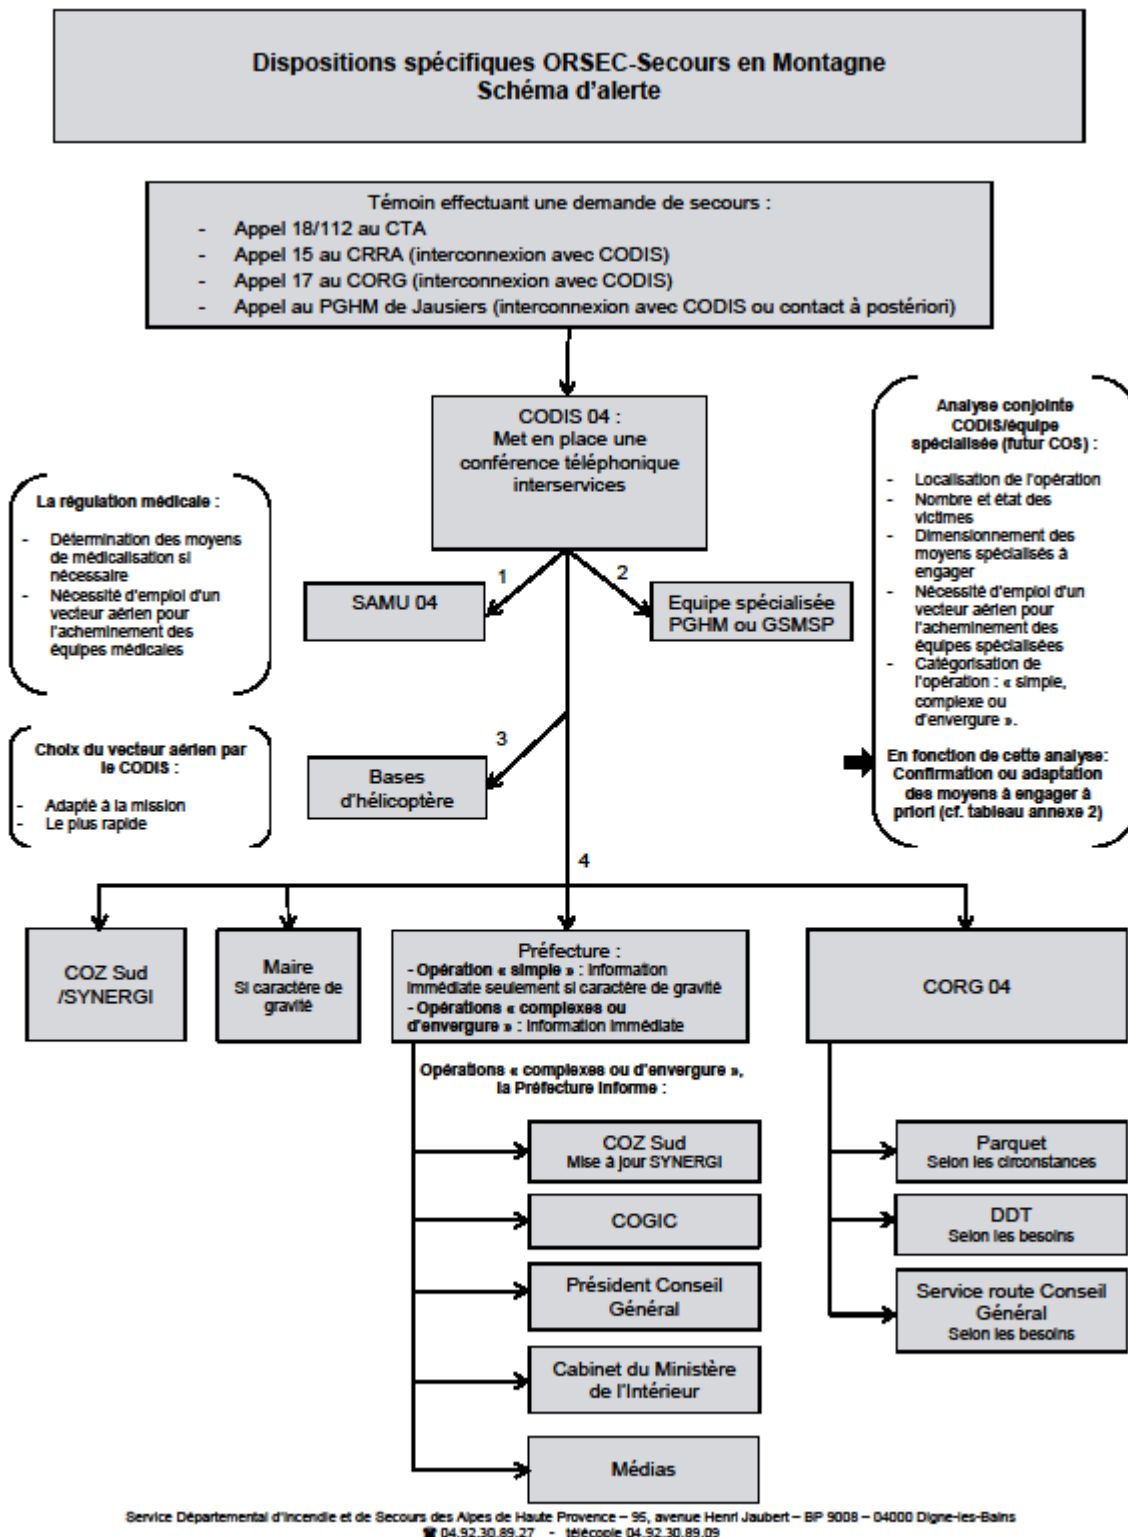 Dispositions spécifiques ORSEC-Secours en Montagne
Schéma d'alerte
Témoin effectuant une demande de secours :
- Appel 18/112 au CTA
- Appel 15 au CRRA (interconnexion avec CODIS)
- Appel 17 au CORG (interconnexion avec CODIS)
- Appel au PGHM de Jausiers (interconnexion avec CODIS ou contact à postériori)
CODIS 04 :
Met en place une
conférence téléphonique
interservices
La régulation médicale :
- Détermination des moyens
de médicalisation si
nécessaire
- Nécessité d'emploi d'un
vecteur aérien pour
l'acheminement des
équipes médicales
Analyse conjointe
CODIS/équipe
spécialisée (futur COS) :
- Localisation de l'opération
- Nombre et état des
victimes
- Dimensionnement des
moyens spécialisés à
engager
- Nécessité d'emploi d'un
vecteur aérien pour
l'acheminement des
équipes spécialisées
- Catégorisation de
l'opération : « simple,
complexe ou
d'envergure ».
En fonction de cette analyse:
Confirmation ou adaptation
des moyens à engager à
priori (cf. tableau annexe 2)
1
2
SAMU 04
Equipe spécialisée
PGHM ou GSMSP
Choix du vecteur aérien par
le CODIS :
- Adapté à la mission
- Le plus rapide
3
Bases
d'hélicoptère
4
COZ Sud
/SYNERGI
Maire
Si caractère de
gravité
Préfecture :
- Opération « simple » : Information
immédiate seulement si caractère de gravité
- Opérations « complexes ou
d'envergure » : Information immédiate
CORG 04
Opérations « complexes ou d'envergure »,
la Préfecture informe :
COZ Sud
Mise à jour SYNERGI
COGIC
Président Conseil
Général
Cabinet du Ministère
de l'Intérieur
Médias
Parquet
Selon les circonstances
DDT
Selon les besoins
Service route Conseil
Général
Selon les besoins
Service Départemental d'Incendie et de Secours des Alpes de Haute Provence – 95, avenue Henri Jaubert – BP 9008 – 04000 Digne-les-Bains
☎ 04.92.30.89.27 - télécopie 04.92.30.89.09